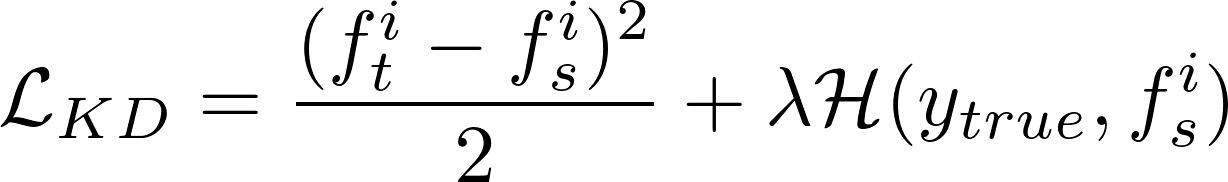 \mathcal{L}_{KD} = \frac{(f_t^i - f_s^i)^2}{2} + \lambda \mathcal{H}(y_{true}, f_s^i)